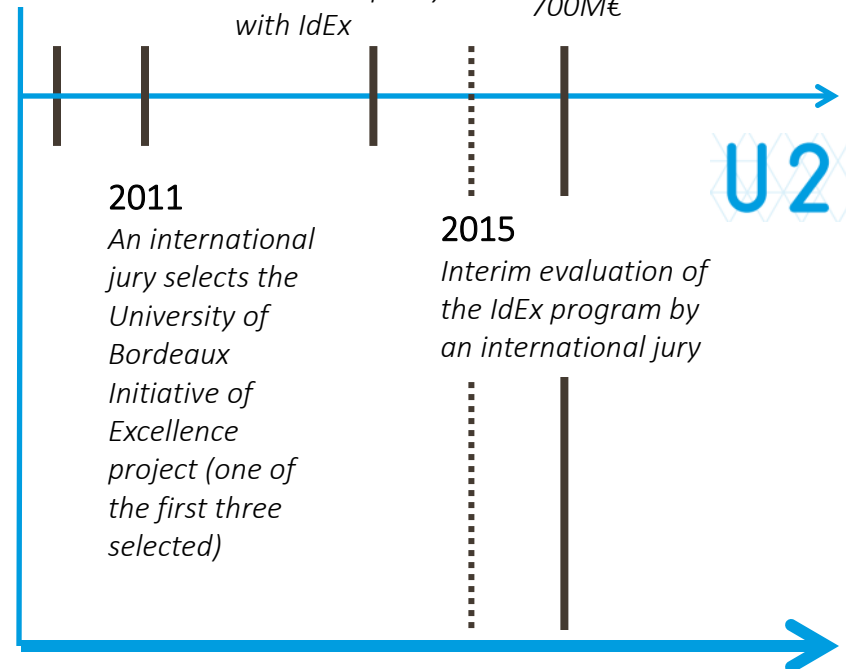 with IdEx
700M€
2011
An international
jury selects the
University of
Bordeaux
Initiative of
Excellence
project (one of
the first three
selected)
2015
Interim evaluation of
the IdEx program by
an international jury
U2